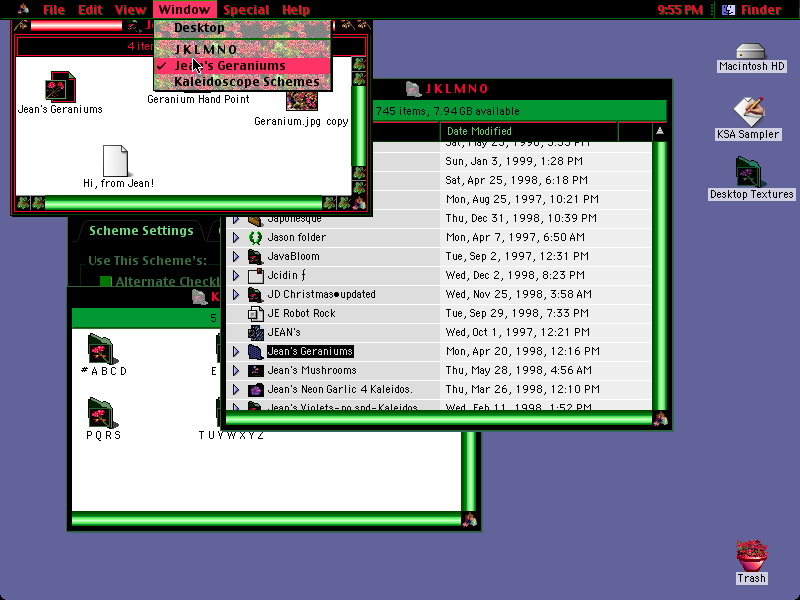 File Edit View Window Special Help
9:55 PM Finder
Desktop
JKLMNO
✓ Jean's Geraniums
Kaleidoscope Schemes
4 iten
Jean's Geraniums
Geranium Hand Point
Geranium.jpg copy
Hi, from Jean!
Macintosh HD
KSA Sampler
Desktop Textures
Trash
JKLMNO
745 items, 7.94 GB available
Date Modified
Sat, May 23, 1998, 3:33 PM
Sun, Jan 3, 1999, 1:28 PM
Sat, Apr 25, 1998, 6:18 PM
Mon, Aug 25, 1997, 10:21 PM
Japonesque Thu, Dec 31, 1998, 10:39 PM
Jason folder Mon, Apr 7, 1997, 6:50 AM
JavaBloom Tue, Sep 2, 1997, 12:31 PM
Jcidin ƒ Wed, Dec 2, 1998, 8:23 PM
JD Christmas•updated Wed, Nov 25, 1998, 3:58 AM
JE Robot Rock Tue, Sep 29, 1998, 7:33 PM
JEAN's Wed, Oct 1, 1997, 12:21 PM
Jean's Geraniums Mon, Apr 20, 1998, 12:16 PM
Jean's Mushrooms Thu, May 28, 1998, 4:56 AM
Jean's Neon Garlic 4 Kaleidos. Thu, Mar 26, 1998, 12:10 PM
Jean's Violets-no snd-Kaleidos Wed, Feb 11, 1998, 1:52 PM
Scheme Settings
Use This Scheme's:
Alternate Checkb
K
5
#ABCD
E
PQRS
TUVWXYZ